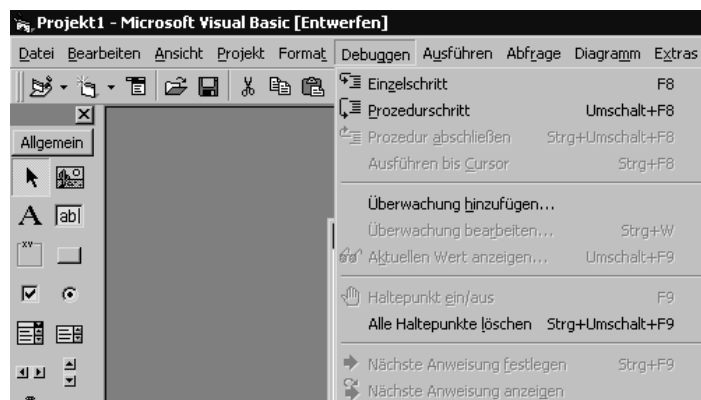 Projekt1 - Microsoft Visual Basic [Entwerfen]
Datei Bearbeiten Ansicht Projekt Format Debuggen Ausführen Abfrage Diagramm Extras
Einzelschritt F8
Prozedurschritt Umschalt+F8
Prozedur abschließen Strg+Umschalt+F8
Ausführen bis Cursor Strg+F8
Überwachung hinzufügen...
Überwachung bearbeiten... Strg+W
Aktuellen Wert anzeigen... Umschalt+F9
Haltepunkt ein/aus F9
Alle Haltepunkte löschen Strg+Umschalt+F9
Nächste Anweisung festlegen Strg+F9
Nächste Anweisung anzeigen
Allgemein
A ab
xy